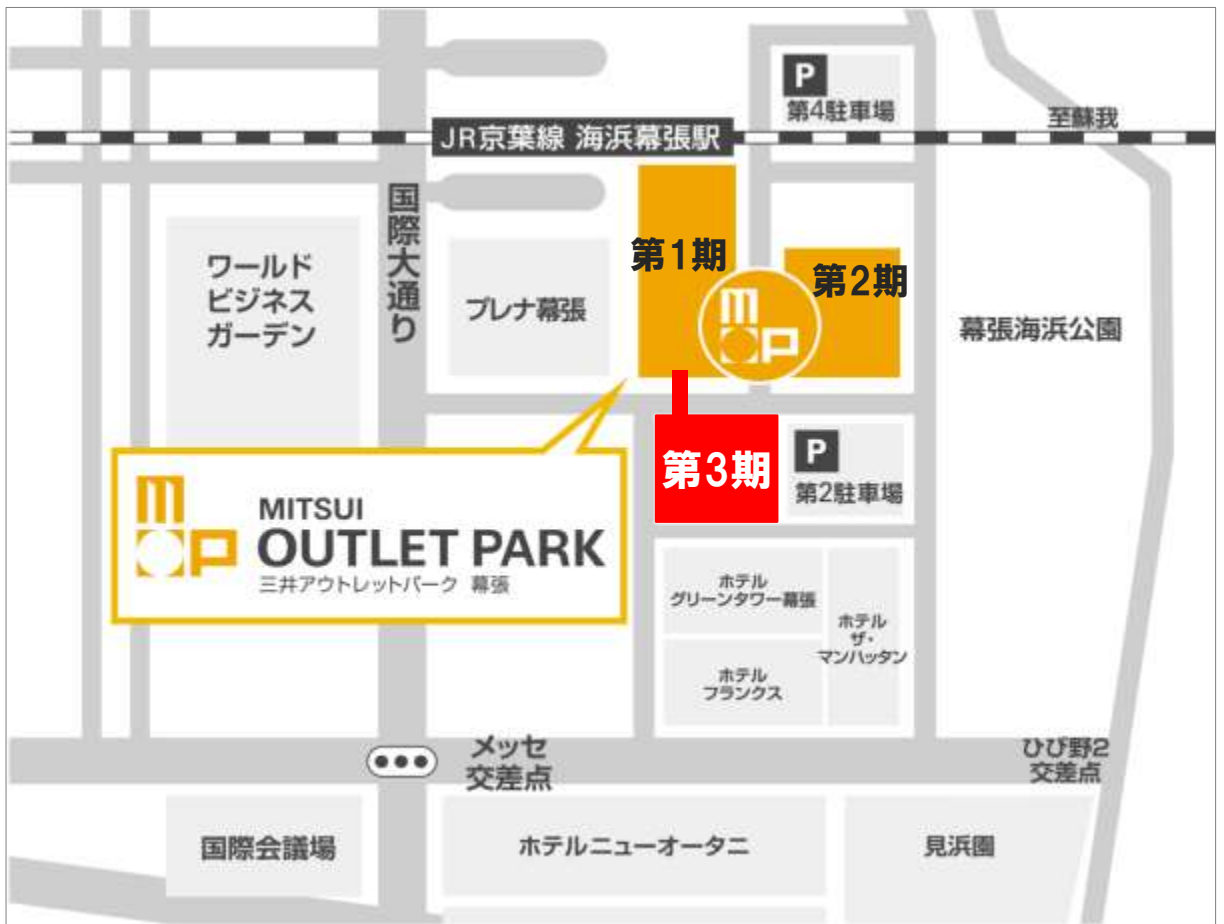 P
第4駐車場
至蘇我
JR京葉線 海浜幕張駅
国際大通り
第1期
第2期
ワールド
ビジネス
ガーデン
プレナ幕張
mop
幕張海浜公園
第3期
P
第2駐車場
mop
MITSUI
OUTLET PARK
三井アウトレットパーク 幕張
ホテル
グリーンタワー幕張
ホテル
ザ・
マンハッタン
ホテル
フランクス
メッセ
交差点
ひび野2
交差点
国際会議場
ホテルニューオータニ
見浜園